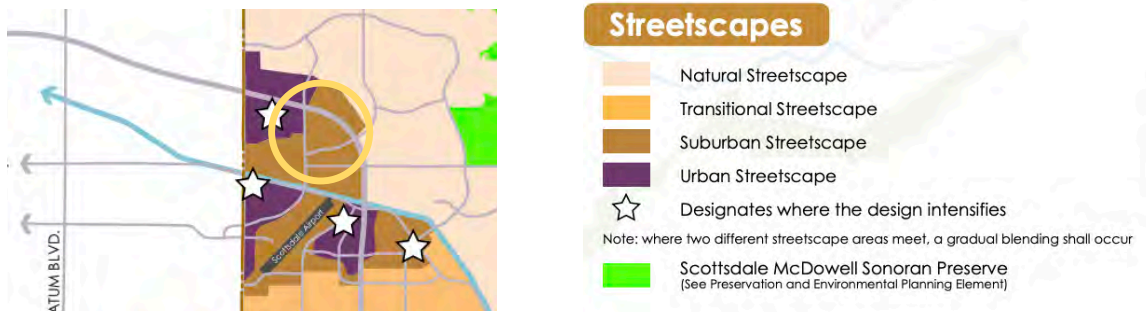 ATUM BLVD.
Scottsdale Airport
Streetscapes
Natural Streetscape
Transitional Streetscape
Suburban Streetscape
Urban Streetscape
Designates where the design intensifies
Note: where two different streetscape areas meet, a gradual blending shall occur
Scottsdale McDowell Sonoran Preserve
(See Preservation and Environmental Planning Element)